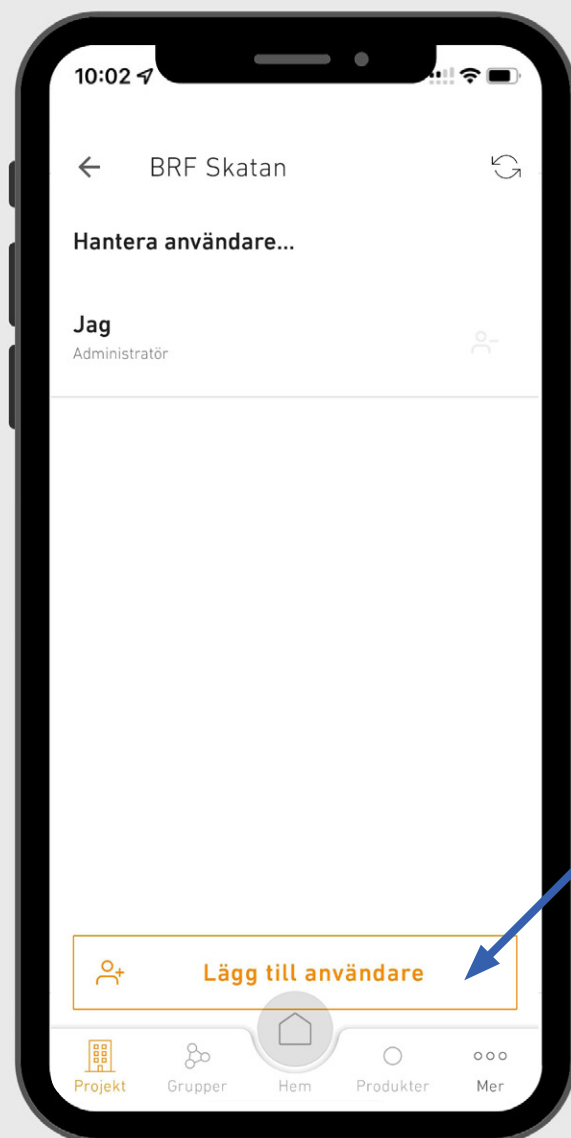 10:02
BRF Skatan
Hantera användare...
Jag
Administratör
Lägg till användare
Projekt Grupper Hem Produkter Mer